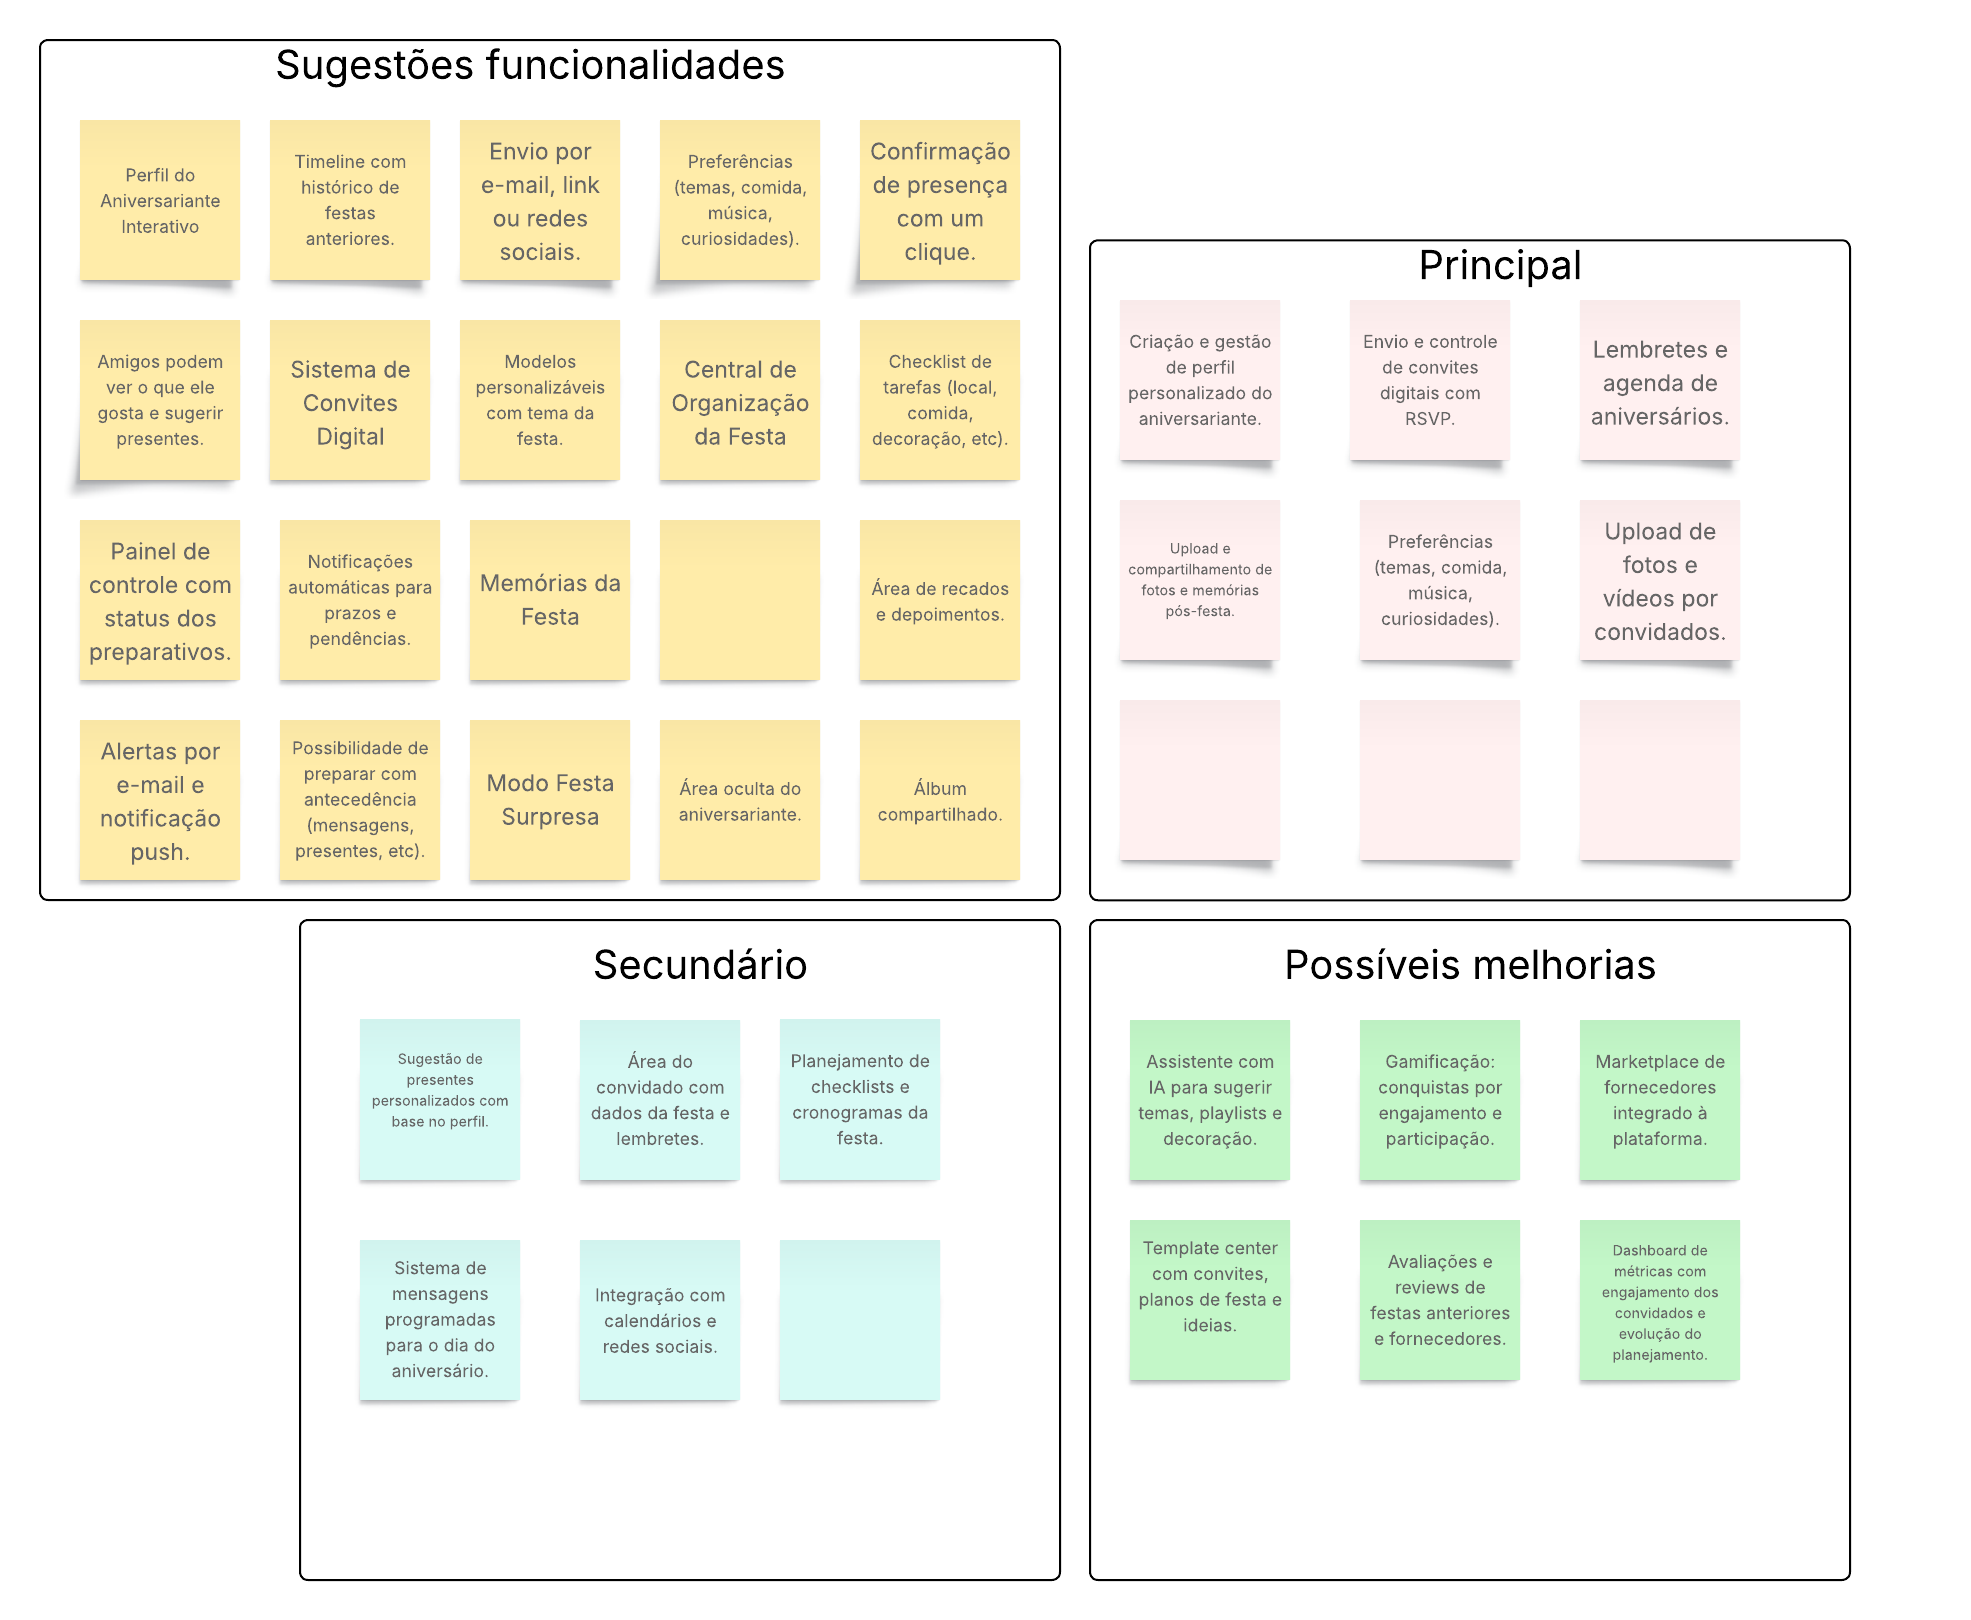 Sugestões funcionalidades
Perfil do
Aniversariante
Interativo
Timeline com
histórico de
festas
anteriores.
Envio por
e-mail, link
ou redes
sociais.
Preferências
(temas, comida,
música,
curiosidades).
Confirmação
de presença
com um
clique.
Amigos podem
ver o que ele
gosta e sugerir
presentes.
Sistema de
Convites
Digital
Modelos
personalizáveis
com tema da
festa.
Central de
Organização
da Festa
Checklist de
tarefas (local,
comida,
decoração, etc).
Painel de
controle com
status dos
preparativos.
Notificações
automáticas para
prazos e
pendências.
Memórias da
Festa
Área de recados
e depoimentos.
Alertas por
e-mail e
notificação
push.
Possibilidade de
preparar com
antecedência
(mensagens,
presentes, etc).
Modo Festa
Surpresa
Área oculta do
aniversariante.
Álbum
compartilhado.
Principal
Criação e gestão
de perfil
personalizado do
aniversariante.
Envio e controle
de convites
digitais com
RSVP.
Lembretes e
agenda de
aniversários.
Upload e
compartilhamento de
fotos e memórias
pós-festa.
Preferências
(temas, comida,
música,
curiosidades).
Upload de
fotos e
vídeos por
convidados.
Secundário
Sugestão de
presentes
personalizados com
base no perfil.
Área do
convidado com
dados da festa e
lembretes.
Planejamento de
checklists e
cronogramas da
festa.
Sistema de
mensagens
programadas
para o dia do
aniversário.
Integração com
calendários e
redes sociais.
Possíveis melhorias
Assistente com
IA para sugerir
temas, playlists e
decoração.
Gamificação:
conquistas por
engajamento e
participação.
Marketplace de
fornecedores
integrado à
plataforma.
Template center
com convites,
planos de festa e
ideias.
Avaliações e
reviews de
festas anteriores
e fornecedores.
Dashboard de
métricas com
engajamento dos
convidados e
evolução do
planejamento.